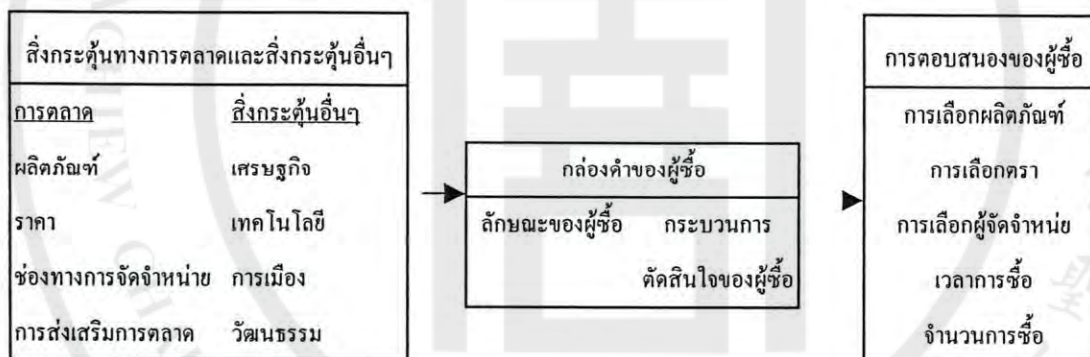 สิ่งกระตุ้นทางการตลาดและสิ่งกระตุ้นอื่นๆ
การตลาด สิ่งกระตุ้นอื่นๆ
ผลิตภัณฑ์ เศรษฐกิจ
ราคา เทคโนโลยี
ช่องทางการจัดจำหน่าย การเมือง
การส่งเสริมการตลาด วัฒนธรรม
กล่องดำของผู้ซื้อ
ลักษณะของผู้ซื้อ กระบวนการ
ตัดสินใจของผู้ซื้อ
การตอบสนองของผู้ซื้อ
การเลือกผลิตภัณฑ์
การเลือกตรา
การเลือกผู้จัดจำหน่าย
เวลาการซื้อ
จำนวนการซื้อ